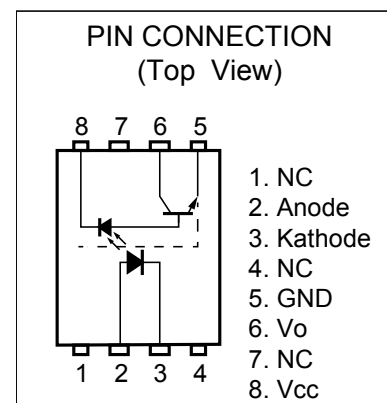 PIN CONNECTION
(Top View)
8 7 6 5
1 2 3 4
1. NC
2. Anode
3. Kathode
4. NC
5. GND
6. Vo
7. NC
8. Vcc